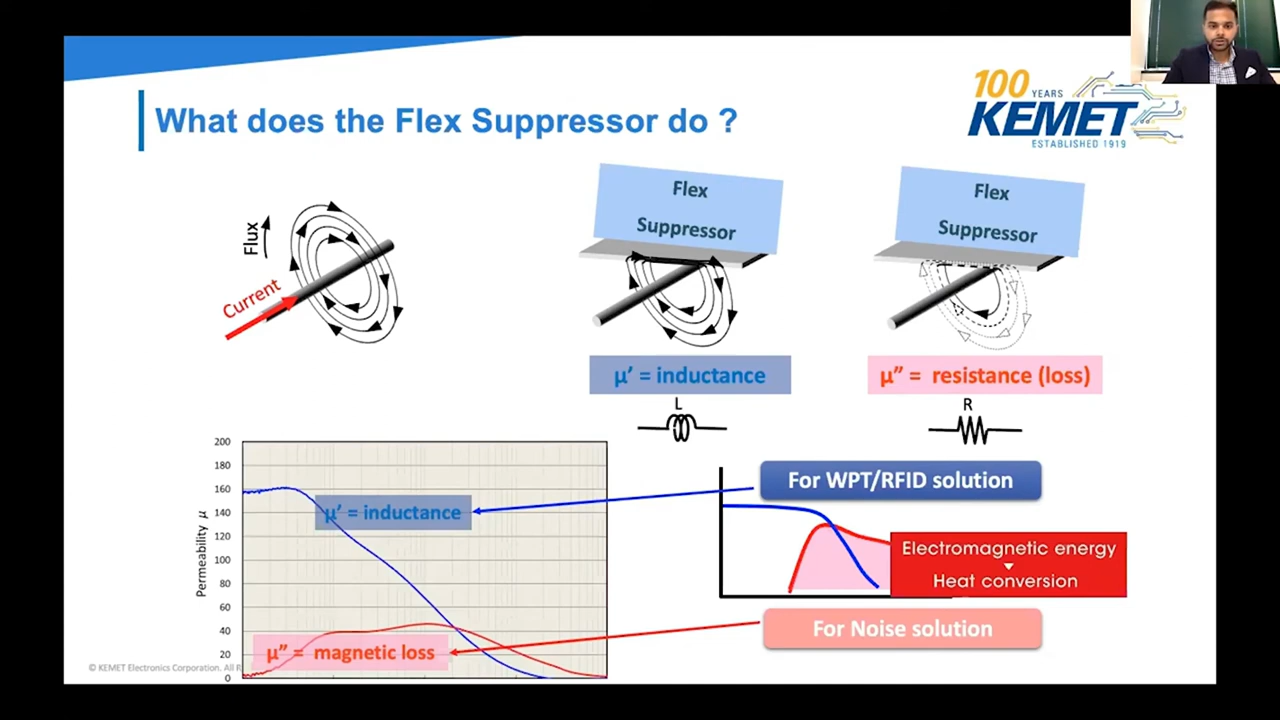 What does the Flex Suppressor do ?
100
YEARS
KEMET
ESTABLISHED 1919
Flux
Current
Flex
Suppressor
Flex
Suppressor
μ' = inductance
μ" = resistance (loss)
L
R
200
180
160
140
120
100
80
60
40
20
0
Permeability μ
μ' = inductance
μ" = magnetic loss
For WPT/RFID solution
Electromagnetic energy
Heat conversion
For Noise solution
© KEMET Electronics Corporation. All R